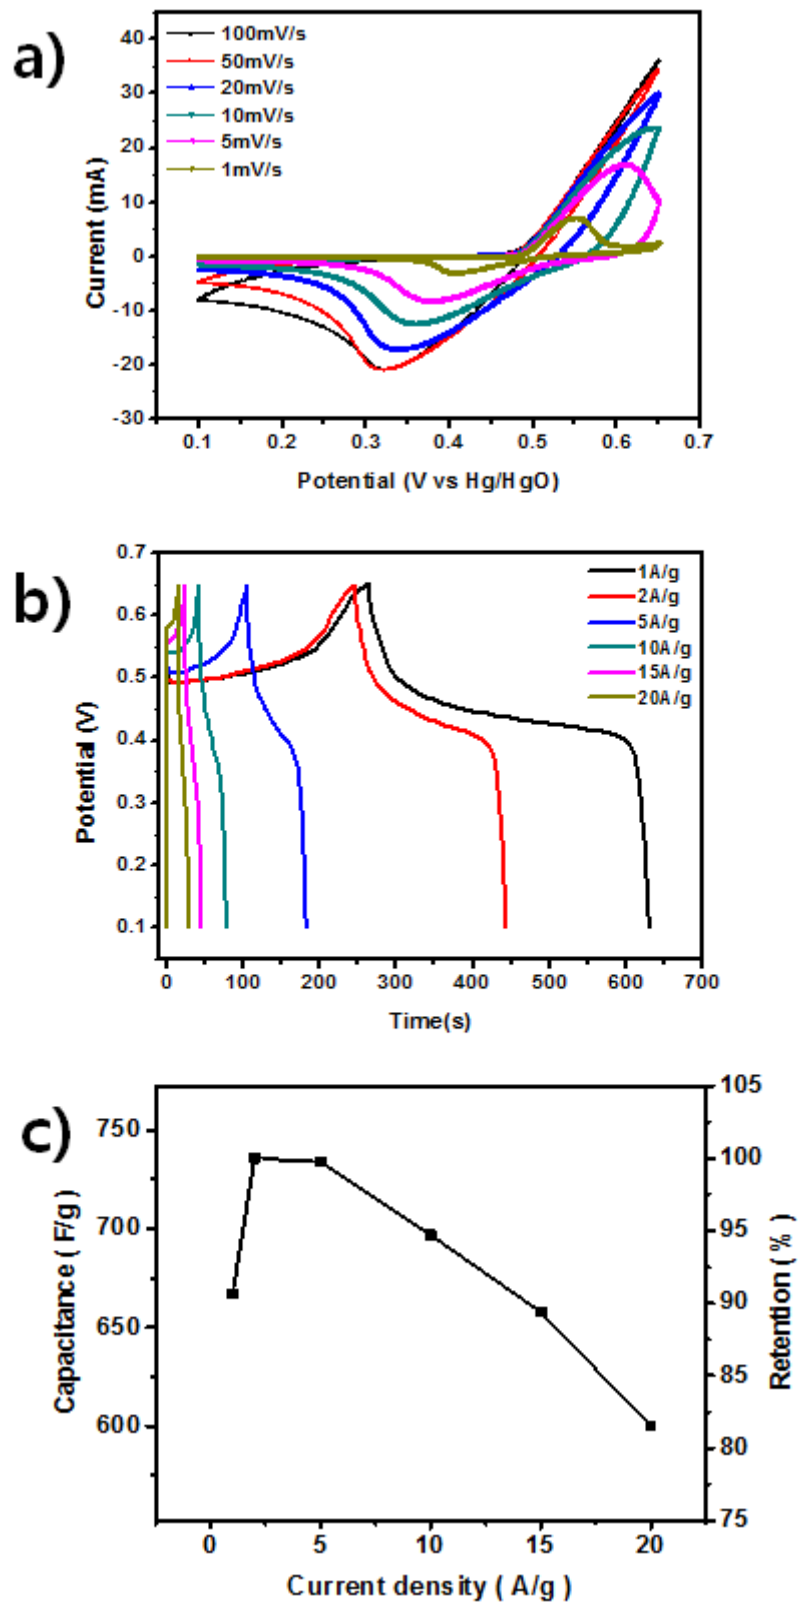 a)
40
30
20
10
0
-10
-20
-30
Current (mA)
100mV/s
50mV/s
20mV/s
10mV/s
5mV/s
1mV/s
0.1 0.2 0.3 0.4 0.5 0.6 0.7
Potential (V vs Hg/HgO)
b)
0.7
0.6
0.5
0.4
0.3
0.2
0.1
Potential (V)
1A/g
2A/g
5A/g
10A/g
15A/g
20A/g
0 100 200 300 400 500 600 700
Time(s)
c)
750
700
650
600
Capacitance ( F/g)
105
100
95
90
85
80
75
Retention ( % )
0 5 10 15 20
Current density ( A/g )